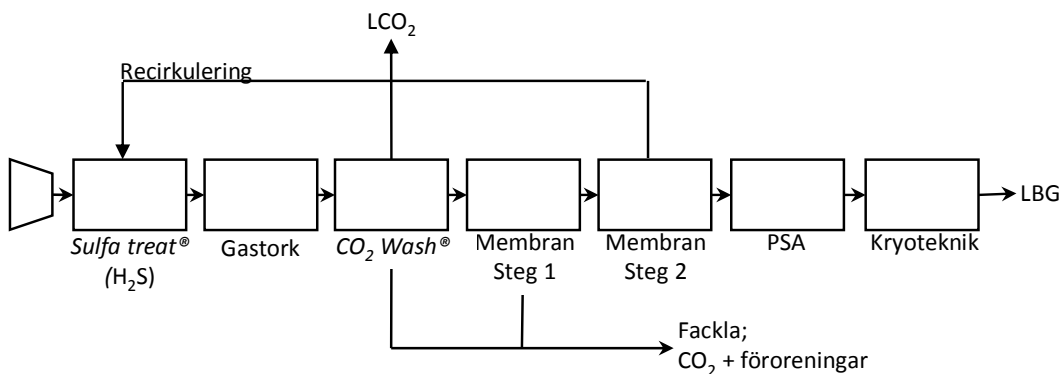 LCO₂
Recirkulering
LBG
Sulfa treat®
(H₂S)
Gastork
CO₂ Wash®
Membran
Steg 1
Membran
Steg 2
PSA
Kryoteknik
Fackla;
CO₂ + föroreningar